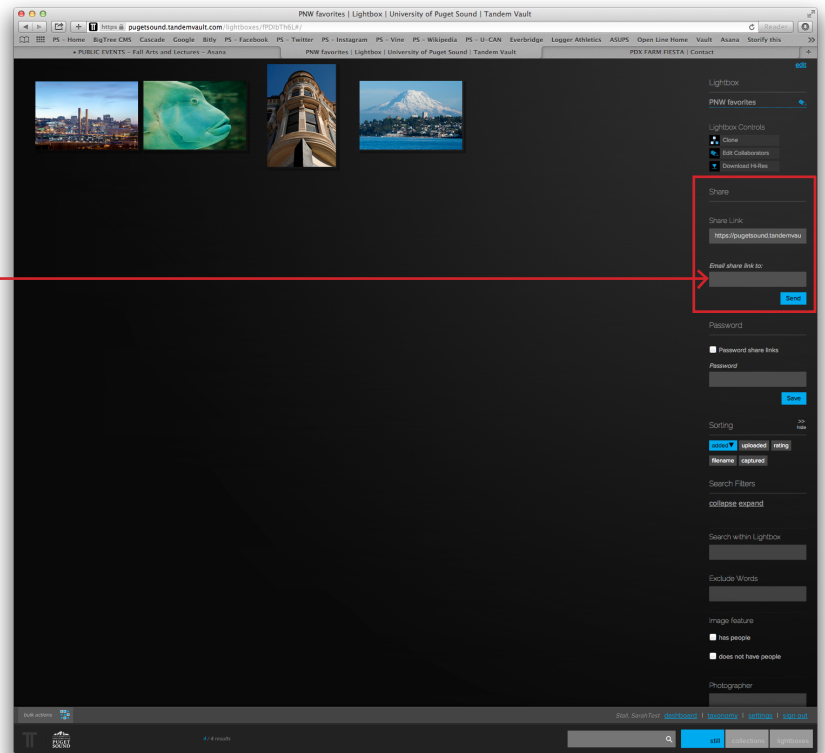 PNW favorites | Lightbox | University of Puget Sound | Tandem Vault
https pugetsound.tandemvault.com/lightboxes/fPDIbTh6L#/
Reader
PS – Home BigTree CMS Cascade Google Bitly PS – Facebook PS – Twitter PS – Instagram PS – Vine PS – Wikipedia PS – U-CAN Everbridge Logger Athletics ASUPS Open Line Home Vault Asana Storify this >>
• PUBLIC EVENTS – Fall Arts and Lectures – Asana PNW favorites | Lightbox | University of Puget Sound | Tandem Vault PDX FARM FIESTA | Contact
edit
Lightbox
PNW favorites
Lightbox Controls
Clone
Edit Collaborators
Download Hi-Res
Share
Share Link
https://pugetsound.tandemvau
Email share link to:
Send
Password
Password share links
Password
Save
Sorting >>
hide
added▼ uploaded rating
filename captured
Search Filters
collapse expand
Search within Lightbox
Exclude Words
Image feature
has people
does not have people
Photographer
bulk actions
Stall, SarahTest dashboard | taxonomy | settings | sign out
PUGET
SOUND
4 / 4 results
still collections lightboxes